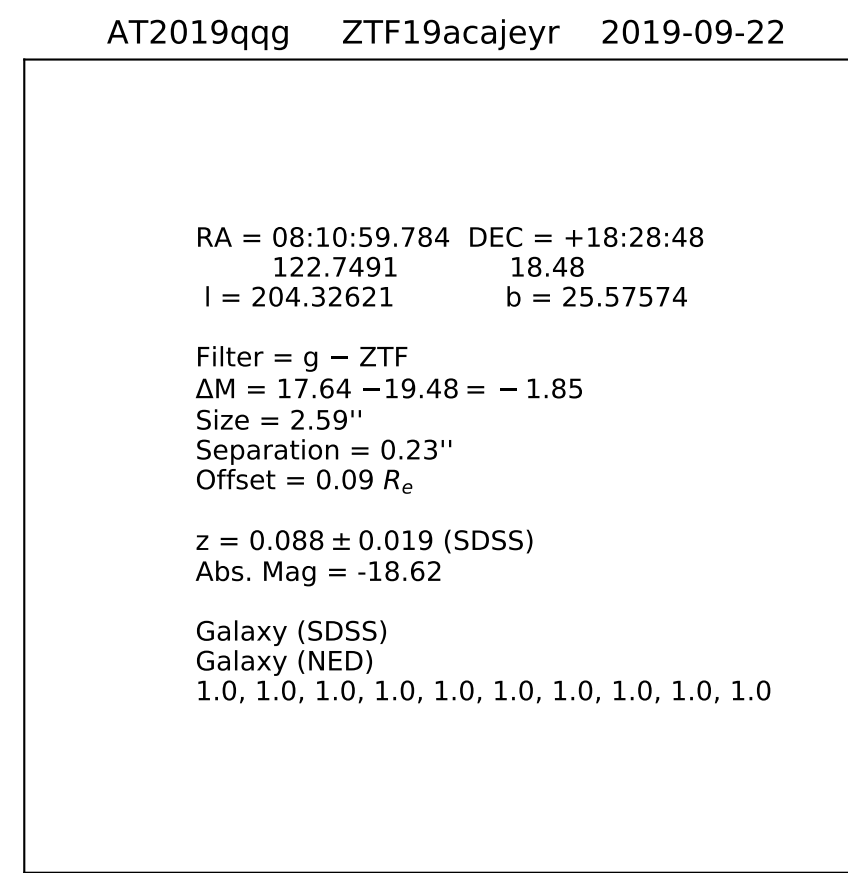 AT2019qqg ZTF19acajeyr 2019-09-22
RA = 08:10:59.784 DEC = +18:28:48
122.7491 18.48
l = 204.32621 b = 25.57574
Filter = g − ZTF
ΔM = 17.64 −19.48 = − 1.85
Size = 2.59''
Separation = 0.23''
Offset = 0.09 Rₑ
z = 0.088 ± 0.019 (SDSS)
Abs. Mag = -18.62
Galaxy (SDSS)
Galaxy (NED)
1.0, 1.0, 1.0, 1.0, 1.0, 1.0, 1.0, 1.0, 1.0, 1.0